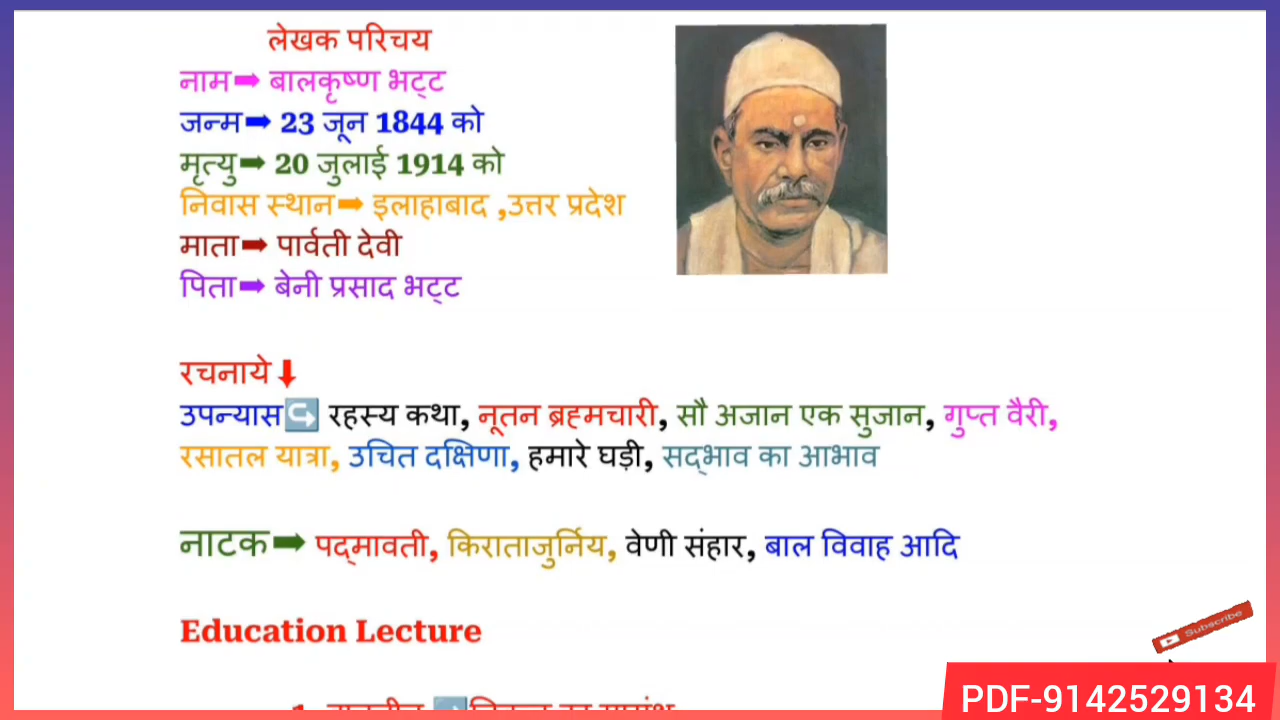 लेखक परिचय
नाम➡ बालकृष्ण भट्ट
जन्म➡ 23 जून 1844 को
मृत्यु➡ 20 जुलाई 1914 को
निवास स्थान➡ इलाहाबाद ,उत्तर प्रदेश
माता➡ पार्वती देवी
पिता➡ बेनी प्रसाद भट्ट
रचनाये⬇
उपन्यास↪ रहस्य कथा, नूतन ब्रह्मचारी, सौ अजान एक सुजान, गुप्त वैरी,
रसातल यात्रा, उचित दक्षिणा, हमारे घड़ी, सद्भाव का आभाव
नाटक➡ पद्मावती, किराताजुर्निय, वेणी संहार, बाल विवाह आदि
Education Lecture
Subscribe
PDF-9142529134